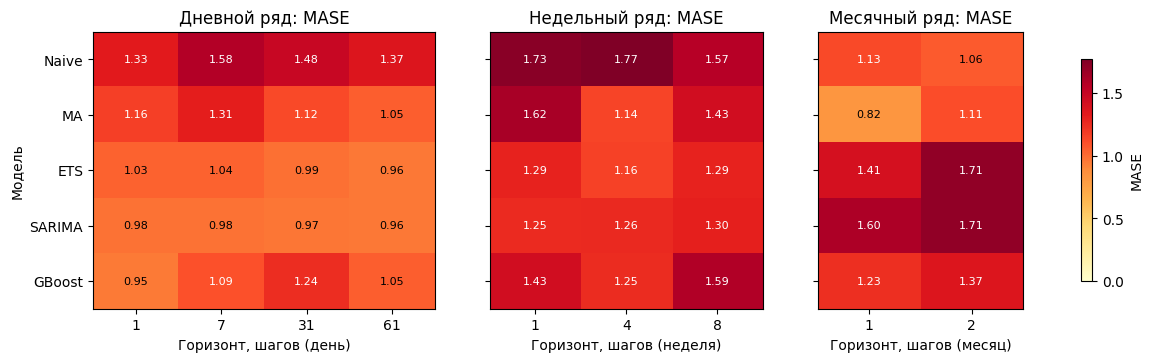 Дневной ряд: MASE
Недельный ряд: MASE
Месячный ряд: MASE
Модель
Naive 1.33 1.58 1.48 1.37 1.73 1.77 1.57 1.13 1.06
MA 1.16 1.31 1.12 1.05 1.62 1.14 1.43 0.82 1.11
ETS 1.03 1.04 0.99 0.96 1.29 1.16 1.29 1.41 1.71
SARIMA 0.98 0.98 0.97 0.96 1.25 1.26 1.30 1.60 1.71
GBoost 0.95 1.09 1.24 1.05 1.43 1.25 1.59 1.23 1.37
1 7 31 61 1 4 8 1 2
Горизонт, шагов (день)
Горизонт, шагов (неделя)
Горизонт, шагов (месяц)
1.5
1.0
0.5
0.0
MASE